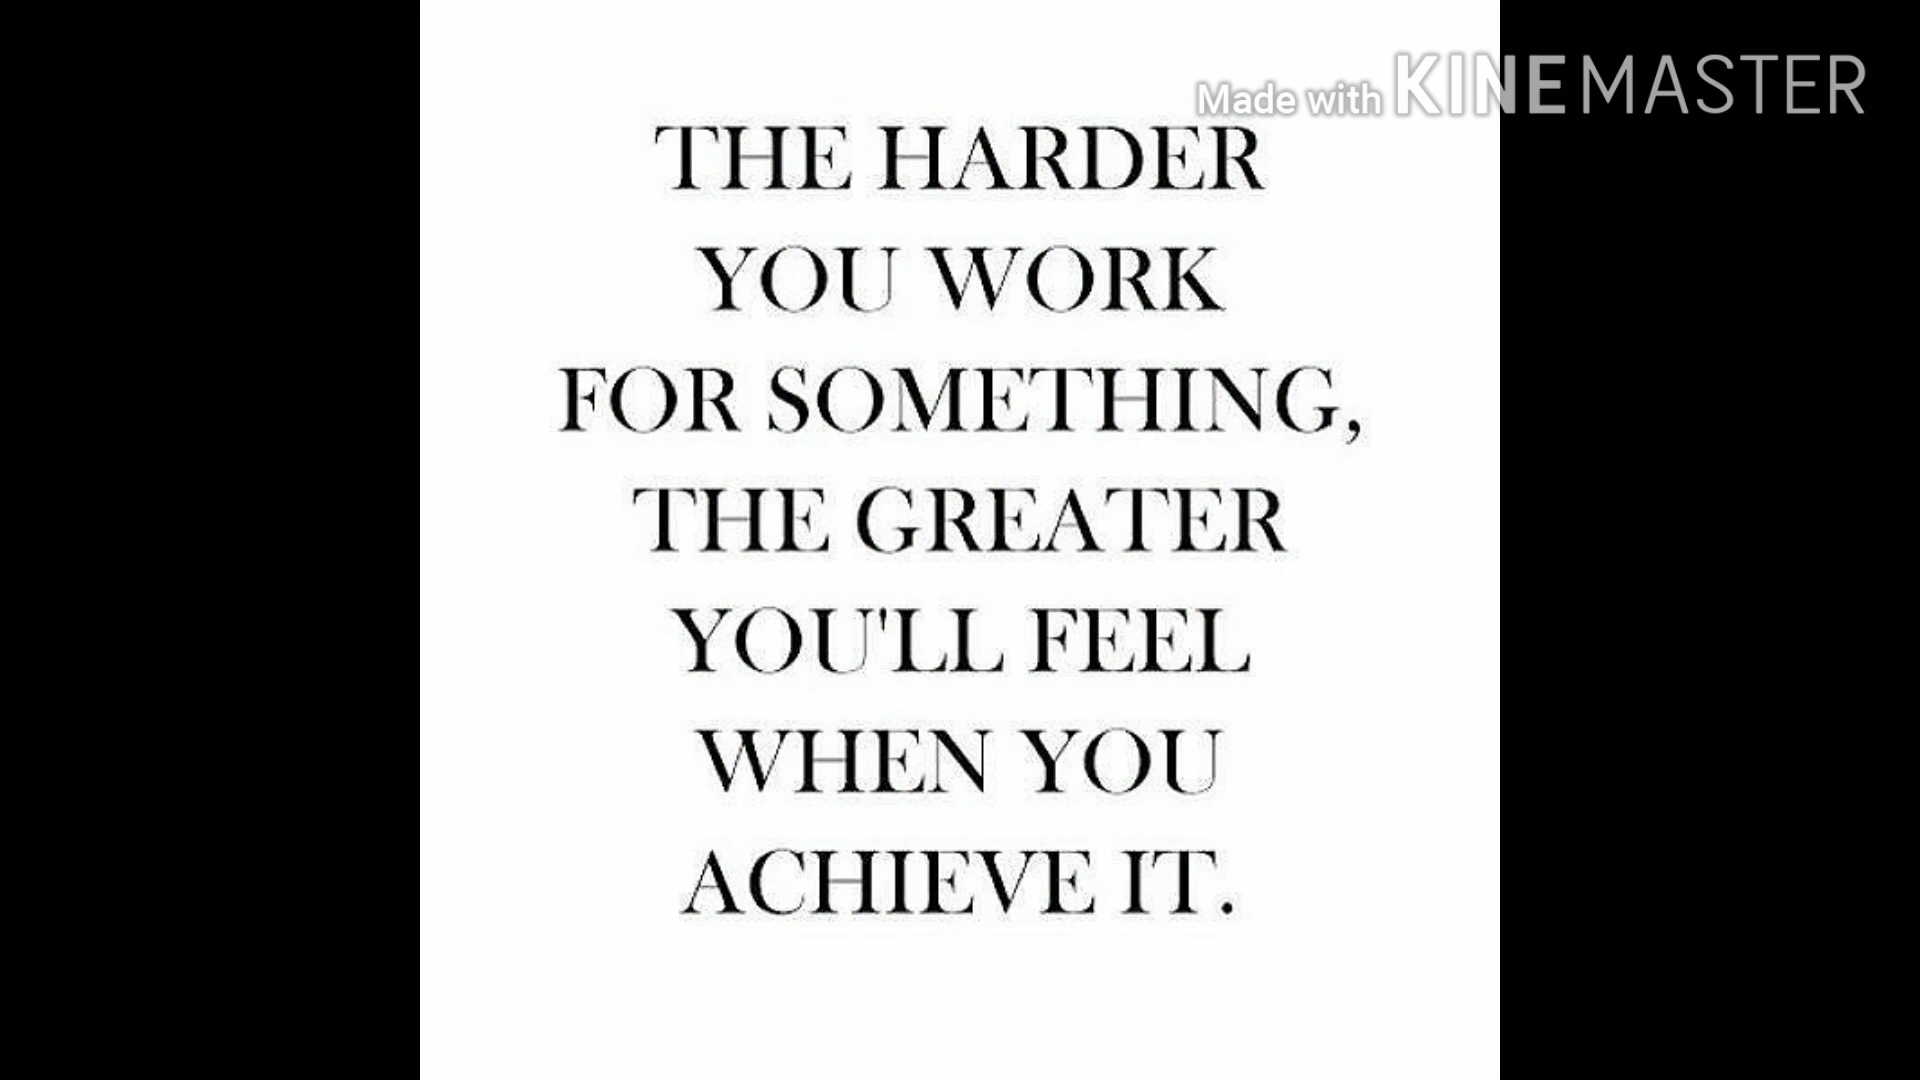 Made with KINEMASTER
THE HARDER
YOU WORK
FOR SOMETHING,
THE GREATER
YOU'LL FEEL
WHEN YOU
ACHIEVE IT.